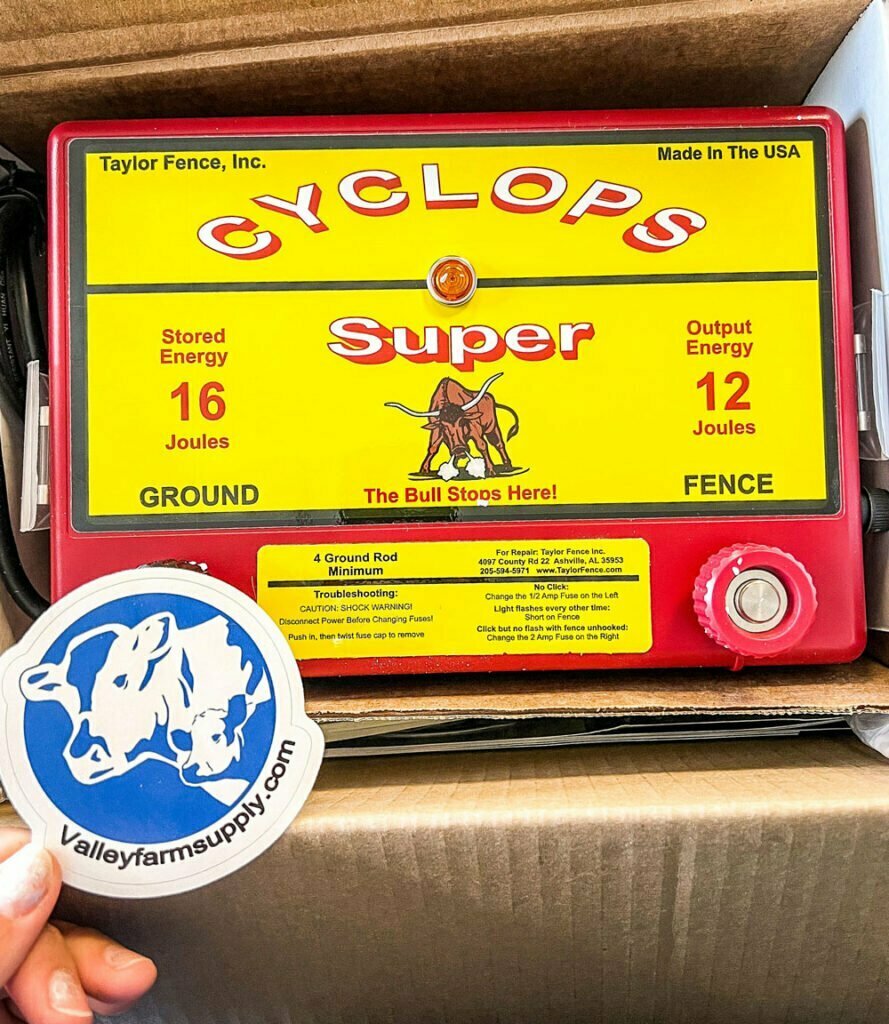 Taylor Fence, Inc.
Made In The USA
CYCLOPS
Stored
Energy
16
Joules
GROUND
Super
The Bull Stops Here!
Output
Energy
12
Joules
FENCE
4 Ground Rod
Minimum
Troubleshooting:
CAUTION: SHOCK WARNING!
Disconnect Power Before Changing Fuses!
Push in, then twist fuse cap to remove
For Repair: Taylor Fence Inc.
4097 County Rd 22 Ashville, AL 35953
205-594-5971 www.TaylorFence.com
No Click:
Change the 1/2 Amp Fuse on the Left
Light flashes every other time:
Short on Fence
Click but no flash with fence unhooked:
Change the 2 Amp Fuse on the Right
Valleyfarmsupply.com